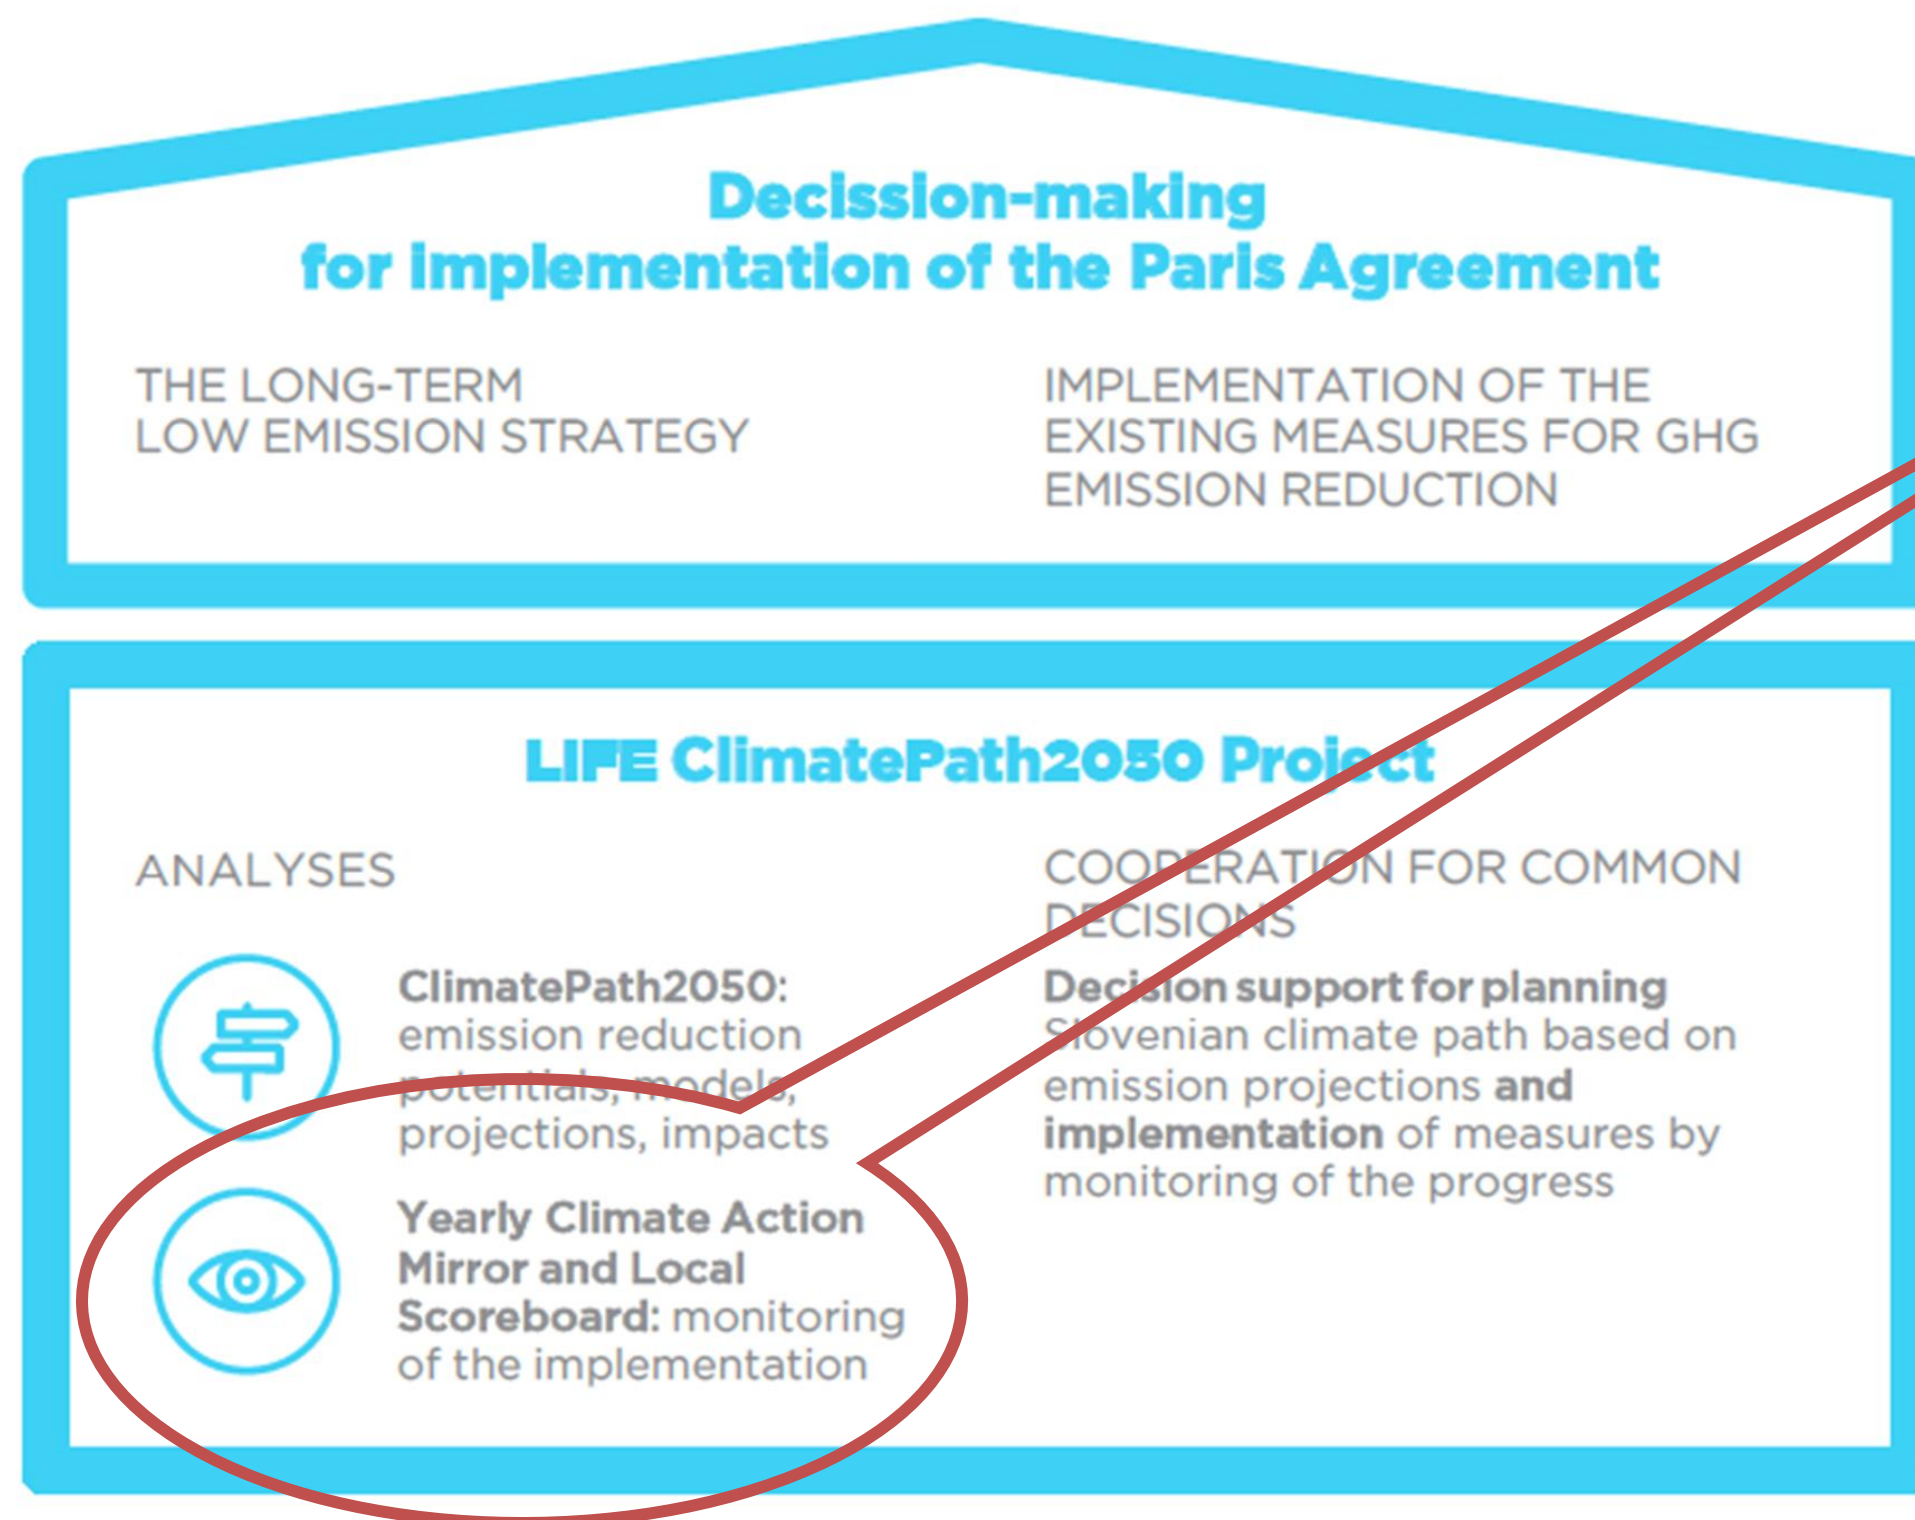 Decission-making
for implementation of the Paris Agreement
THE LONG-TERM
LOW EMISSION STRATEGY
IMPLEMENTATION OF THE
EXISTING MEASURES FOR GHG
EMISSION REDUCTION
LIFE ClimatePath2050 Project
ANALYSES
ClimatePath2050:
emission reduction
potentials, models,
projections, impacts
Yearly Climate Action
Mirror and Local
Scoreboard: monitoring
of the implementation
COOPERATION FOR COMMON
DECISIONS
Decision support for planning
Slovenian climate path based on
emission projections and
implementation of measures by
monitoring of the progress